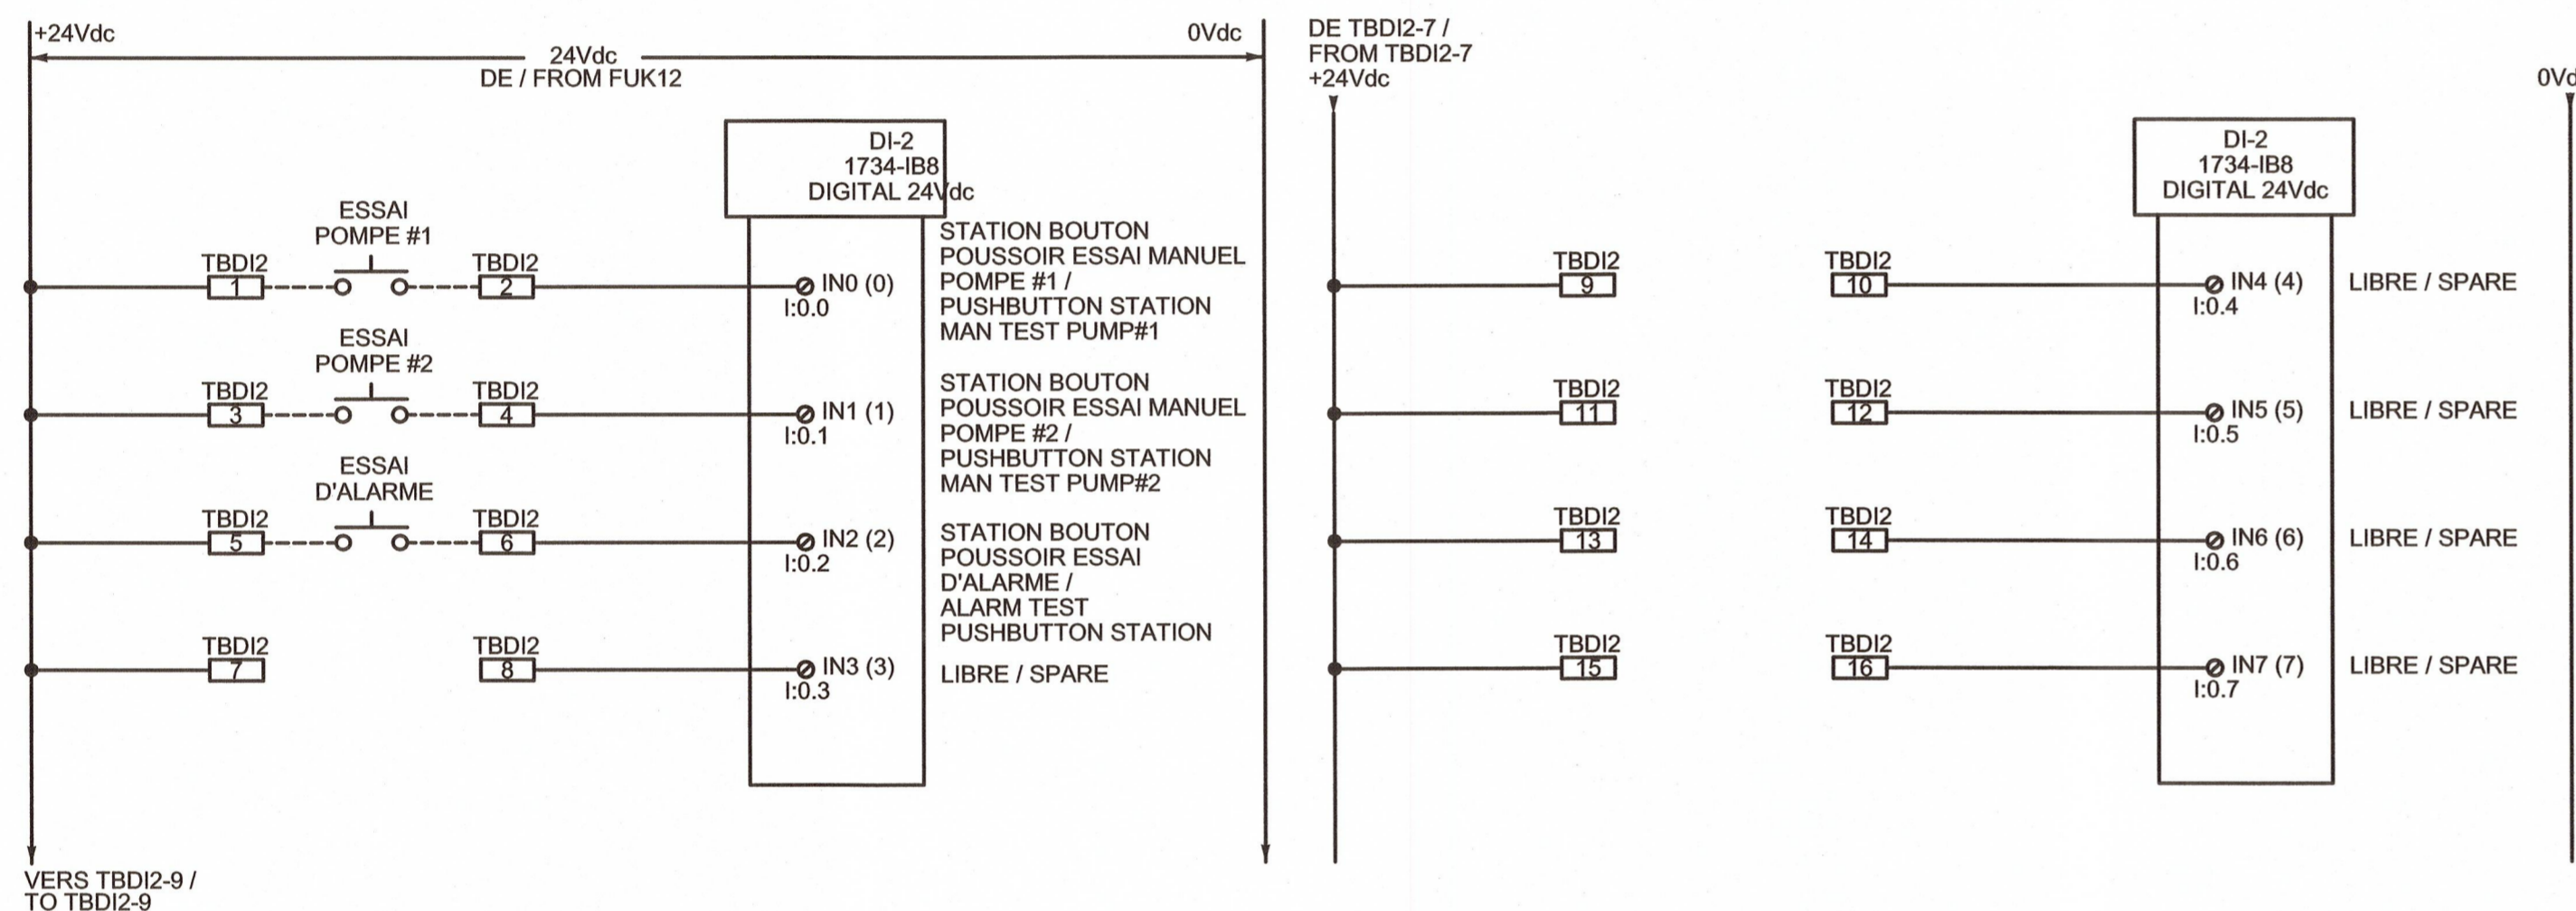 +24Vdc
0Vdc
24Vdc
DE / FROM FUK12
DI-2
1734-IB8
DIGITAL 24Vdc
ESSAI
POMPE #1
TBDI2
1
TBDI2
2
IN0 (0)
I:0.0
STATION BOUTON
POUSSOIR ESSAI MANUEL
POMPE #1 /
PUSHBUTTON STATION
MAN TEST PUMP#1
ESSAI
POMPE #2
TBDI2
3
TBDI2
4
IN1 (1)
I:0.1
STATION BOUTON
POUSSOIR ESSAI MANUEL
POMPE #2 /
PUSHBUTTON STATION
MAN TEST PUMP#2
ESSAI
D'ALARME
TBDI2
5
TBDI2
6
IN2 (2)
I:0.2
STATION BOUTON
POUSSOIR ESSAI
D'ALARME /
ALARM TEST
PUSHBUTTON STATION
TBDI2
7
TBDI2
8
IN3 (3)
I:0.3
LIBRE / SPARE
VERS TBDI2-9 /
TO TBDI2-9
DE TBDI2-7 /
FROM TBDI2-7
+24Vdc
0Vd
DI-2
1734-IB8
DIGITAL 24Vdc
TBDI2
9
TBDI2
10
IN4 (4)
I:0.4
LIBRE / SPARE
TBDI2
11
TBDI2
12
IN5 (5)
I:0.5
LIBRE / SPARE
TBDI2
13
TBDI2
14
IN6 (6)
I:0.6
LIBRE / SPARE
TBDI2
15
TBDI2
16
IN7 (7)
I:0.7
LIBRE / SPARE